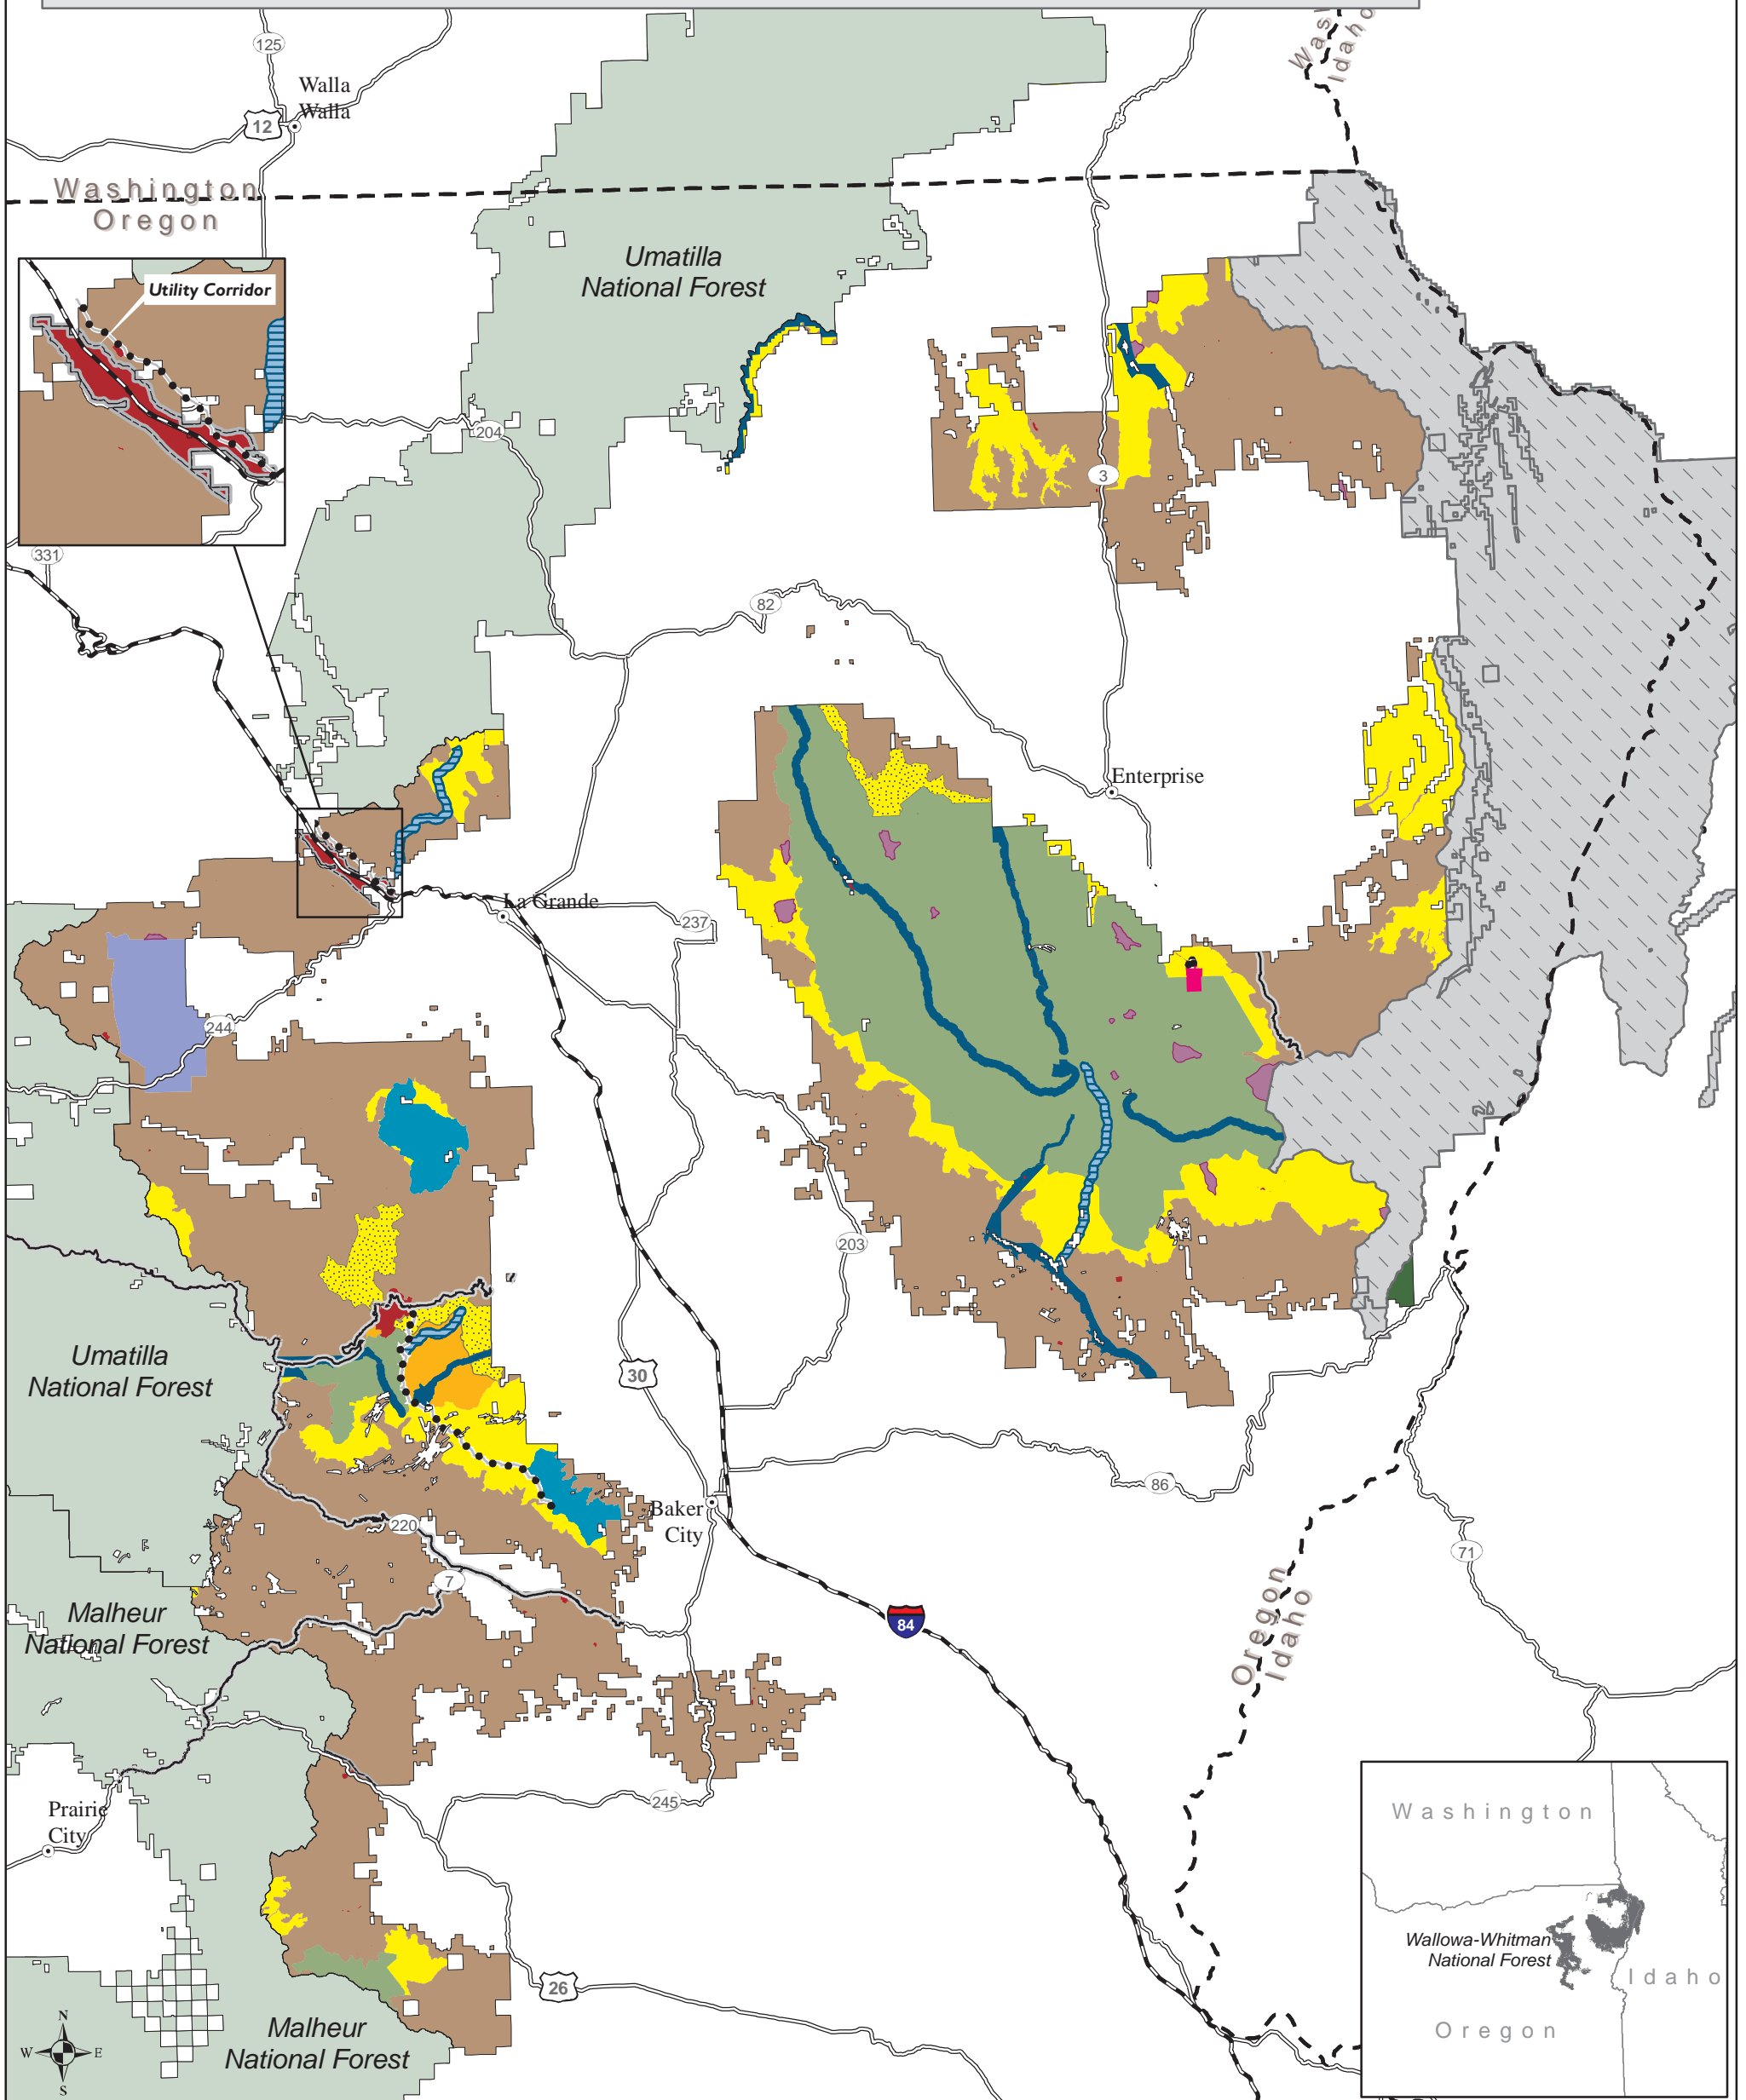 Was
Idaho
125
Walla
Walla
12
Washington
Oregon
Umatilla
National Forest
Utility Corridor
204
3
331
82
Enterprise
La Grande
237
244
203
Umatilla
National Forest
30
86
Baker
City
220
71
7
Malheur
National Forest
84
Oregon
Idaho
245
Prairie
City
Washington
Wallowa-Whitman
National Forest
Idaho
Oregon
26
Malheur
National Forest
N
W
E
S